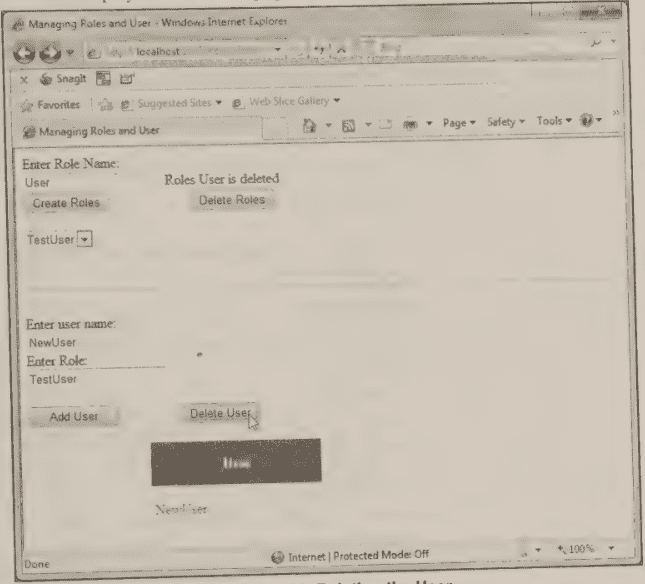 Managing Roles and User - Windows Internet Explorer
localhost
Snagit
Favorites Suggested Sites Web Slice Gallery
Managing Roles and User Page Safety Tools
Enter Role Name:
User Roles User is deleted
Create Roles Delete Roles
TestUser
Enter user name:
NewUser
Enter Role:
TestUser
Add User Delete User
NewUser
Done Internet | Protected Mode: Off 100%